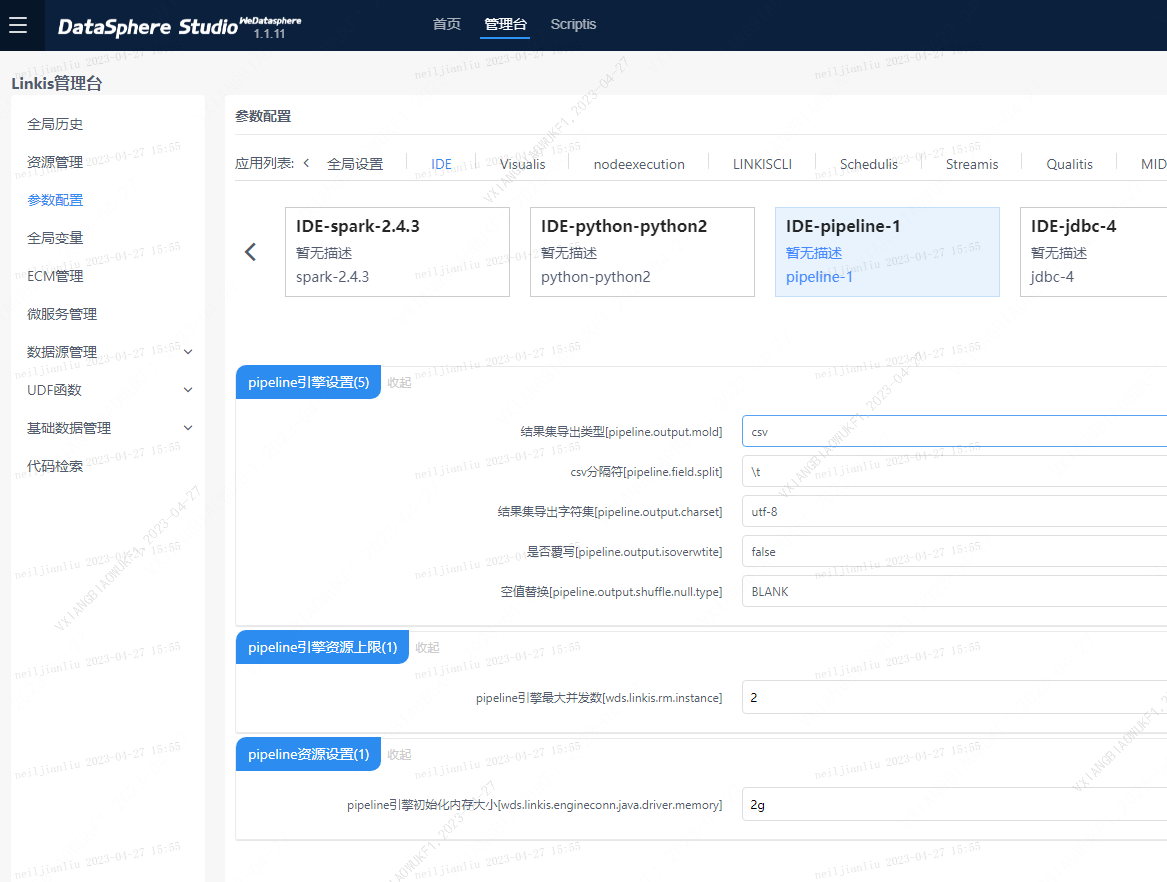 DataSphere Studio WeDatasphere 1.1.11
首页 管理台 Scriptis
Linkis管理台
全局历史
资源管理
参数配置
全局变量
ECM管理
微服务管理
数据源管理
UDF函数
基础数据管理
代码检索
参数配置
应用列表: 全局设置 IDE Visualis nodeexecution LINKISCLI Schedulis Streamis Qualitis MID
IDE-spark-2.4.3
暂无描述
spark-2.4.3
IDE-python-python2
暂无描述
python-python2
IDE-pipeline-1
暂无描述
pipeline-1
IDE-jdbc-4
暂无描述
jdbc-4
pipeline引擎设置(5) 收起
结果集导出类型[pipeline.output.mold] csv
csv分隔符[pipeline.field.split] \t
结果集导出字符集[pipeline.output.charset] utf-8
是否覆写[pipeline.output.isoverwtite] false
空值替换[pipeline.output.shuffle.null.type] BLANK
pipeline引擎资源上限(1) 收起
pipeline引擎最大并发数[wds.linkis.rm.instance] 2
pipeline资源设置(1) 收起
pipeline引擎初始化内存大小[wds.linkis.engineconn.java.driver.memory] 2g
neiljianliu 2023-04-27 15:55